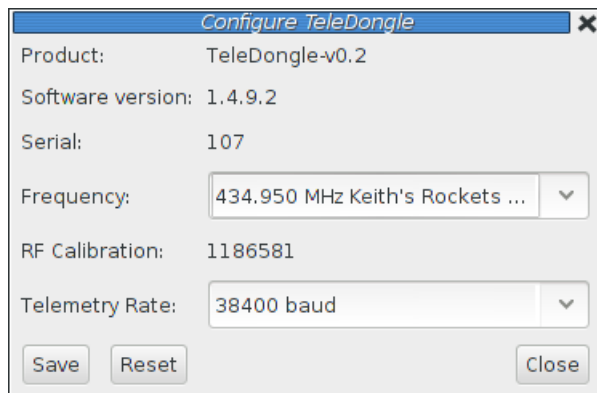 Configure TeleDongle
Product: TeleDongle-v0.2
Software version: 1.4.9.2
Serial: 107
Frequency: 434.950 MHz Keith's Rockets ...
RF Calibration: 1186581
Telemetry Rate: 38400 baud
Save Reset Close